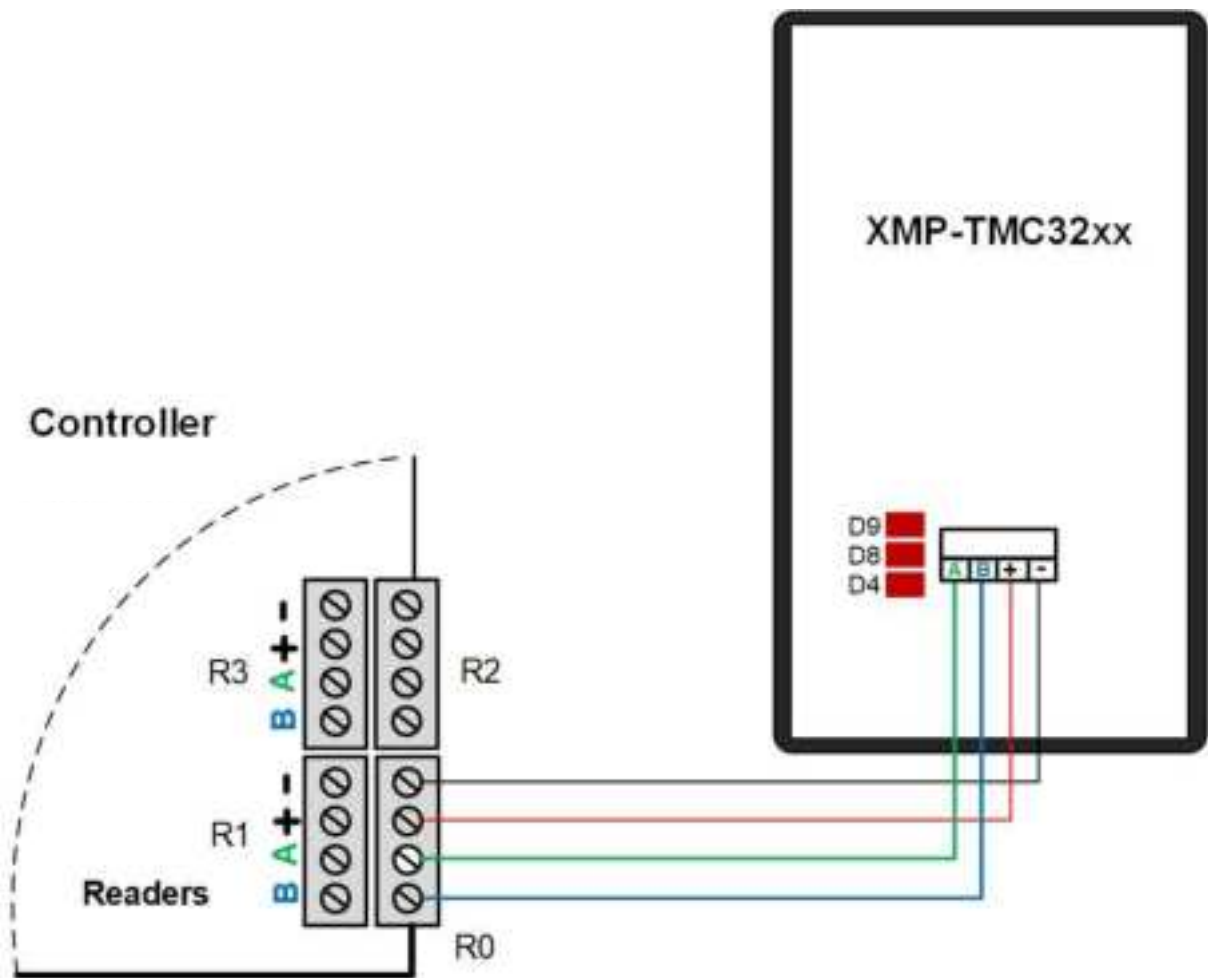 XMP-TMC32xx
Controller
D9
D8
D4
A B + -
-
+
R3
A
R2
B
-
+
R1
A
Readers
B
R0